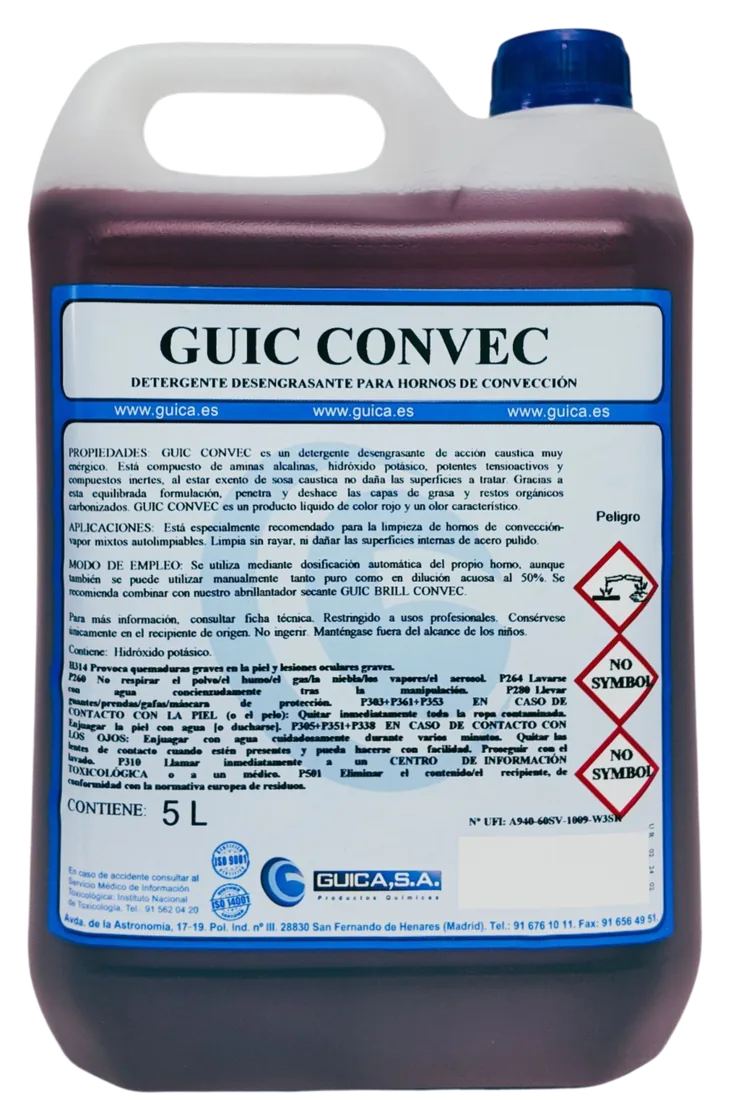 GUIC CONVEC
DETERGENTE DESENGRASANTE PARA HORNOS DE CONVECCIÓN
www.guica.es www.guica.es www.guica.es
PROPIEDADES: GUIC CONVEC es un detergente desengrasante de acción caustica muy
enérgico. Está compuesto de aminas alcalinas, hidróxido potásico, potentes tensioactivos y
compuestos inertes, al estar exento de sosa caustica no daña las superficies a tratar. Gracias a
esta equilibrada formulación, penetra y deshace las capas de grasa y restos orgánicos
carbonizados. GUIC CONVEC es un producto líquido de color rojo y un olor característico.
APLICACIONES: Está especialmente recomendado para la limpieza de hornos de convección-
vapor mixtos autolimpiables. Limpia sin rayar, ni dañar las superficies internas de acero pulido.
MODO DE EMPLEO: Se utiliza mediante dosificación automática del propio horno, aunque
también se puede utilizar manualmente tanto puro como en dilución acuosa al 50%. Se
recomienda combinar con nuestro abrillantador secante GUIC BRILL CONVEC.
Para más información, consultar ficha técnica. Restringido a usos profesionales. Consérvese
únicamente en el recipiente de origen. No ingerir. Manténgase fuera del alcance de los niños.
Contiene: Hidróxido potásico.
H314 Provoca quemaduras graves en la piel y lesiones oculares graves.
P260 No respirar el polvo/el humo/el gas/la niebla/los vapores/el aerosol. P264 Lavarse
con agua concienzudamente tras la manipulación. P280 Llevar
guantes/prendas/gafas/máscara de protección. P303+P361+P353 EN CASO DE
CONTACTO CON LA PIEL (o el pelo): Quitar inmediatamente toda la ropa contaminada.
Enjuagar la piel con agua [o ducharse]. P305+P351+P338 EN CASO DE CONTACTO CON
LOS OJOS: Enjuagar con agua cuidadosamente durante varios minutos. Quitar las
lentes de contacto cuando estén presentes y pueda hacerse con facilidad. Proseguir con el
lavado. P310 Llamar inmediatamente a un CENTRO DE INFORMACIÓN
TOXICOLÓGICA o a un médico. P501 Eliminar el contenido/el recipiente, de
conformidad con la normativa europea de residuos.
Peligro
NO
SYMBOL
NO
SYMBOL
CONTIENE: 5 L
Nº UFI: A940-60SV-1009-W3SR
En caso de accidente consultar al
Servicio Médico de Información
Toxicológica: Instituto Nacional
de Toxicología. Tel.: 91 562 04 20
CERTIFIED
ISO 9001
ISO 14001
GUICA,S.A.
Productos Químicos
Avda. de la Astronomía, 17-19. Pol. Ind. nº III. 28830 San Fernando de Henares (Madrid). Tel.: 91 676 10 11. Fax: 91 656 49 51